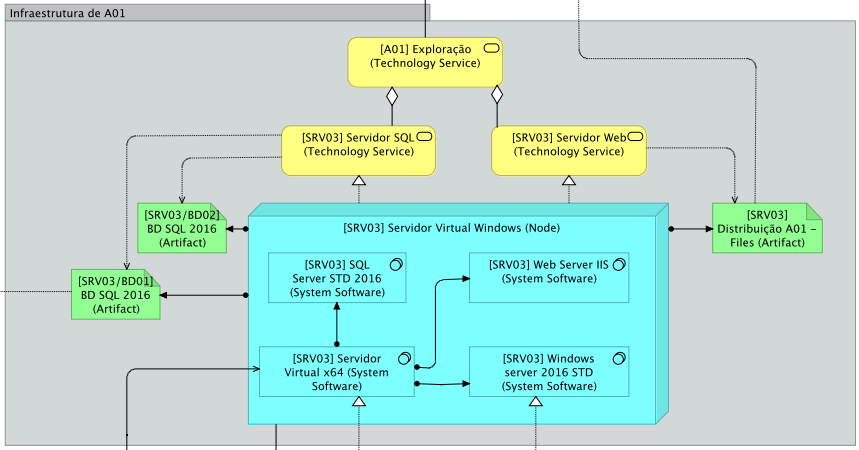 Infraestrutura de A01
[A01] Exploração
(Technology Service)
[SRV03] Servidor SQL
(Technology Service)
[SRV03] Servidor Web
(Technology Service)
[SRV03/BD02]
BD SQL 2016
(Artifact)
[SRV03] Servidor Virtual Windows (Node)
[SRV03]
Distribuição A01 -
Files (Artifact)
[SRV03/BD01]
BD SQL 2016
(Artifact)
[SRV03] SQL
Server STD 2016
(System Software)
[SRV03] Web Server IIS
(System Software)
[SRV03] Servidor
Virtual x64 (System
Software)
[SRV03] Windows
server 2016 STD
(System Software)